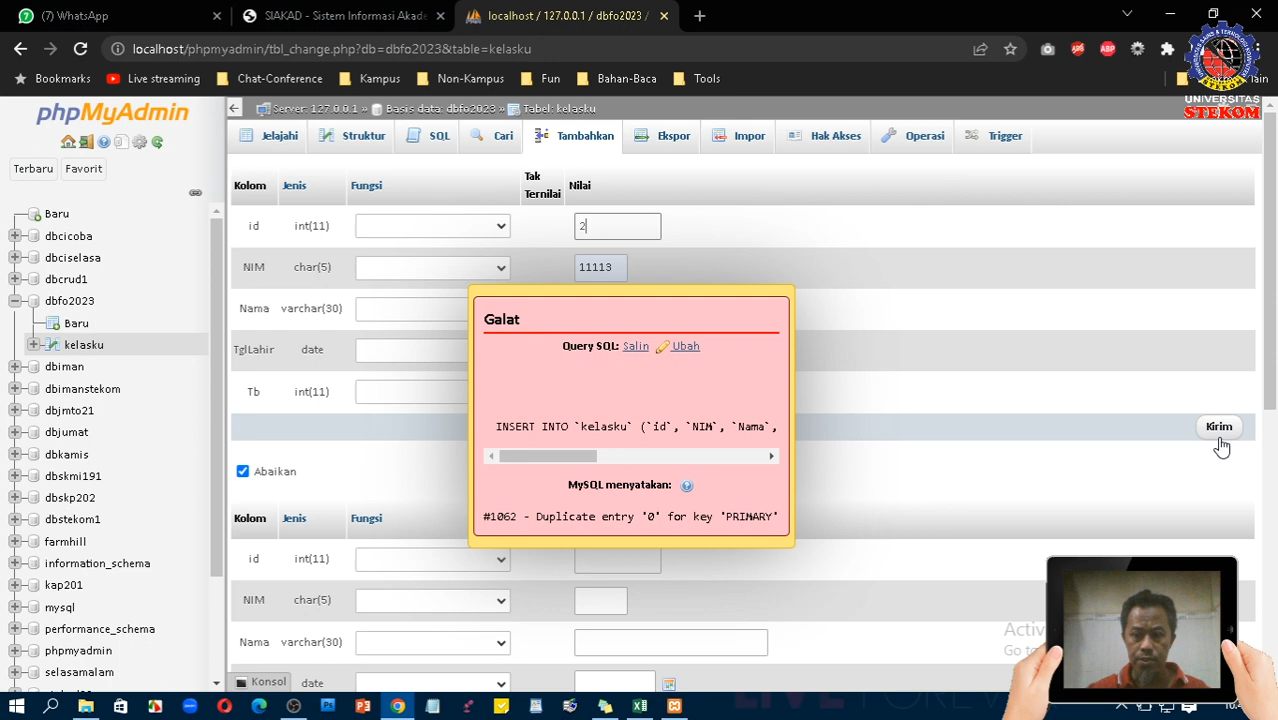 (7) WhatsApp
SIAKAD - Sistem Informasi Akade
localhost / 127.0.0.1 / dbfo2023 /
localhost/phpmyadmin/tbl_change.php?db=dbfo2023&table=kelasku
Bookmarks
Live streaming
Chat-Conference
Kampus
Non-Kampus
Fun
Bahan-Baca
Tools
UNIVERSITAS
STEKOM
phpMyAdmin
Terbaru
Favorit
Baru
dbcicoba
dbciselasa
dbcrud1
dbfo2023
Baru
kelasku
dbiman
dbimanstekom
dbjmto21
dbjumat
dbkamis
dbskmi191
dbskp202
dbstekom1
farmhill
information_schema
kap201
mysql
performance_schema
phpmyadmin
selasamalam
Server: 127.0.0.1 » Basis data: dbfo2023 » Tabel: kelasku
Jelajahi
Struktur
SQL
Cari
Tambahkan
Ekspor
Impor
Hak Akses
Operasi
Trigger
Kolom Jenis Fungsi Tak Ternilai Nilai
id int(11) 2
NIM char(5) 11113
Nama varchar(30)
TglLahir date
Tb int(11)
Kirim
Abaikan
Kolom Jenis Fungsi
id int(11)
NIM char(5)
Nama varchar(30)
date
Konsol
Galat
Query SQL: Salin Ubah
INSERT INTO `kelasku` (`id`, `NIM`, `Nama`,
MySQL menyatakan:
#1062 - Duplicate entry '0' for key 'PRIMARY'
Activ
Go to